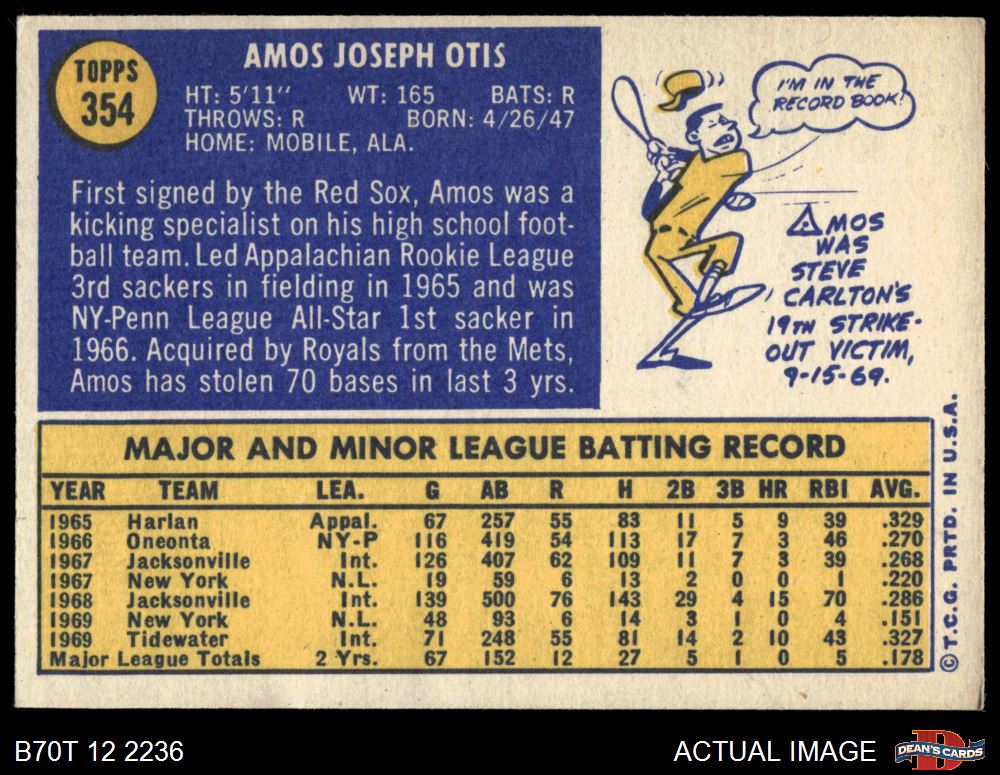 TOPPS
354
AMOS JOSEPH OTIS
HT: 5'11" WT: 165 BATS: R
THROWS: R BORN: 4/26/47
HOME: MOBILE, ALA.
First signed by the Red Sox, Amos was a
kicking specialist on his high school foot-
ball team. Led Appalachian Rookie League
3rd sackers in fielding in 1965 and was
NY-Penn League All-Star 1st sacker in
1966. Acquired by Royals from the Mets,
Amos has stolen 70 bases in last 3 yrs.
I'M IN THE
RECORD BOOK!
AMOS
WAS
STEVE
CARLTON'S
19TH STRIKE-
OUT VICTIM,
9-15-69.
MAJOR AND MINOR LEAGUE BATTING RECORD
YEAR TEAM LEA. G AB R H 2B 3B HR RBI AVG.
1965 Harlan Appal. 67 257 55 83 11 5 9 39 .329
1966 Oneonta NY-P 116 419 54 113 17 7 3 46 .270
1967 Jacksonville Int. 126 407 62 109 11 7 3 39 .268
1967 New York N.L. 19 59 6 13 2 0 0 1 .220
1968 Jacksonville Int. 139 500 76 143 29 4 15 70 .286
1969 New York N.L. 48 93 6 14 3 1 0 4 .151
1969 Tidewater Int. 71 248 55 81 14 2 10 43 .327
Major League Totals 2 Yrs. 67 152 12 27 5 1 0 5 .178
© T.C.G. PRTD. IN U.S.A.
B70T 12 2236
ACTUAL IMAGE
DEAN'S CARDS